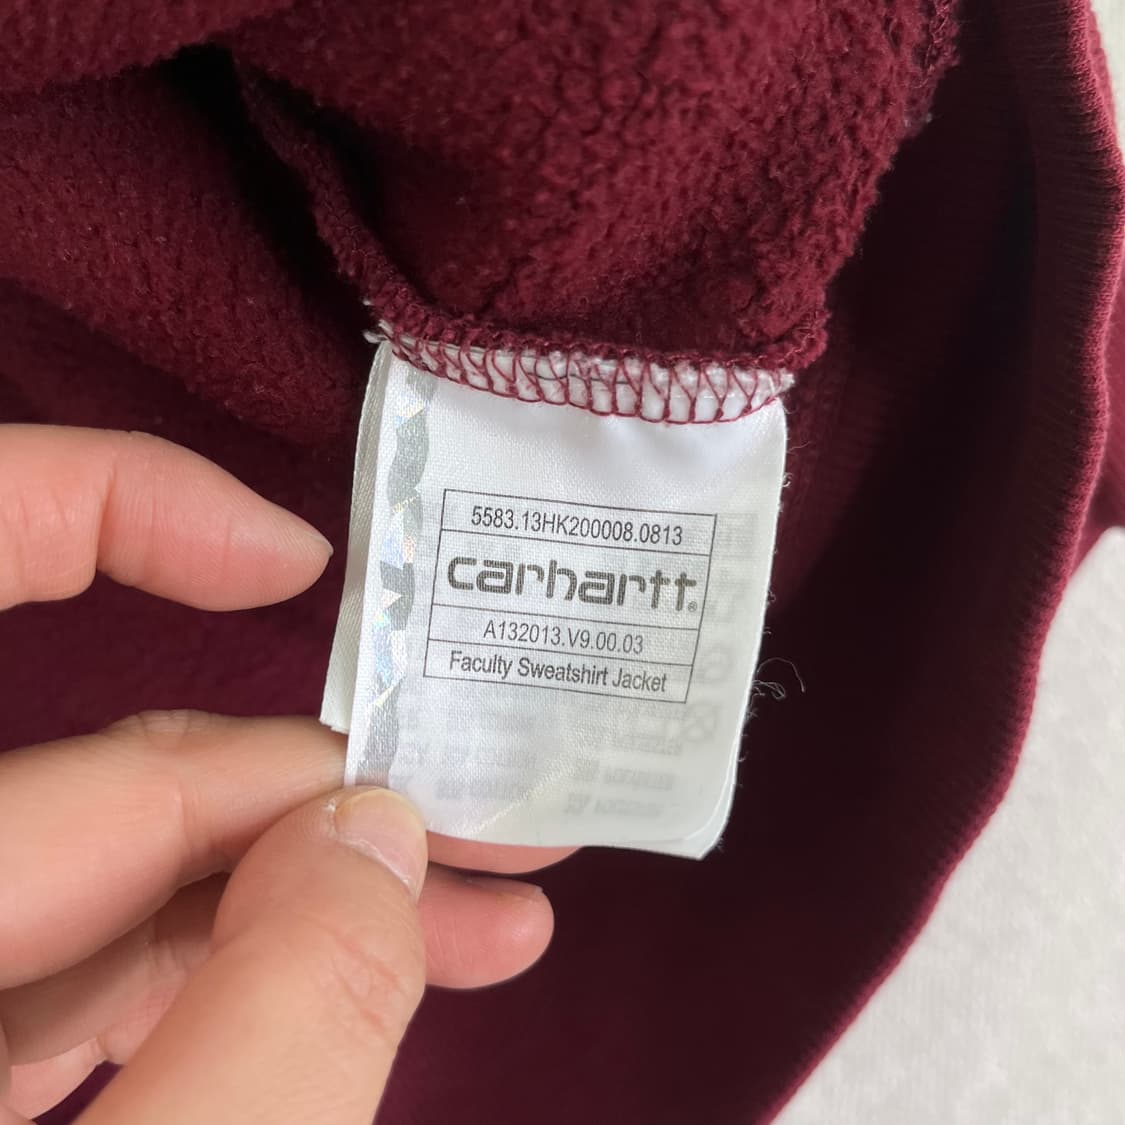 5583.13HK200008.0813
carhartt®
A132013.V9.00.03
Faculty Sweatshirt Jacket